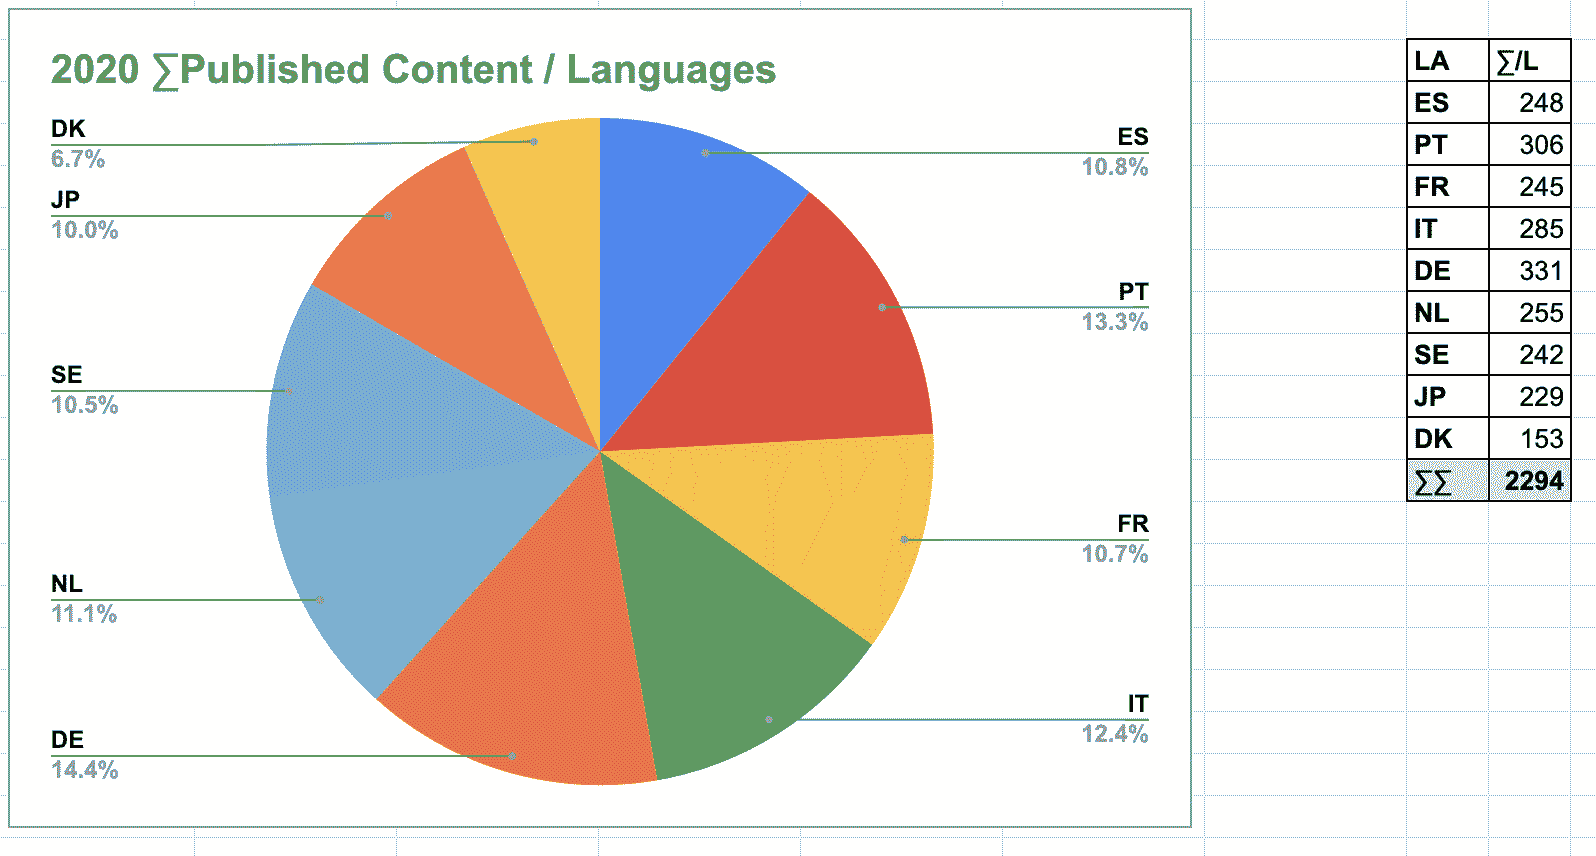 2020 ∑Published Content / Languages
DK
6.7%
JP
10.0%
SE
10.5%
NL
11.1%
DE
14.4%
ES
10.8%
PT
13.3%
FR
10.7%
IT
12.4%
LA ∑/L
ES 248
PT 306
FR 245
IT 285
DE 331
NL 255
SE 242
JP 229
DK 153
∑∑ 2294